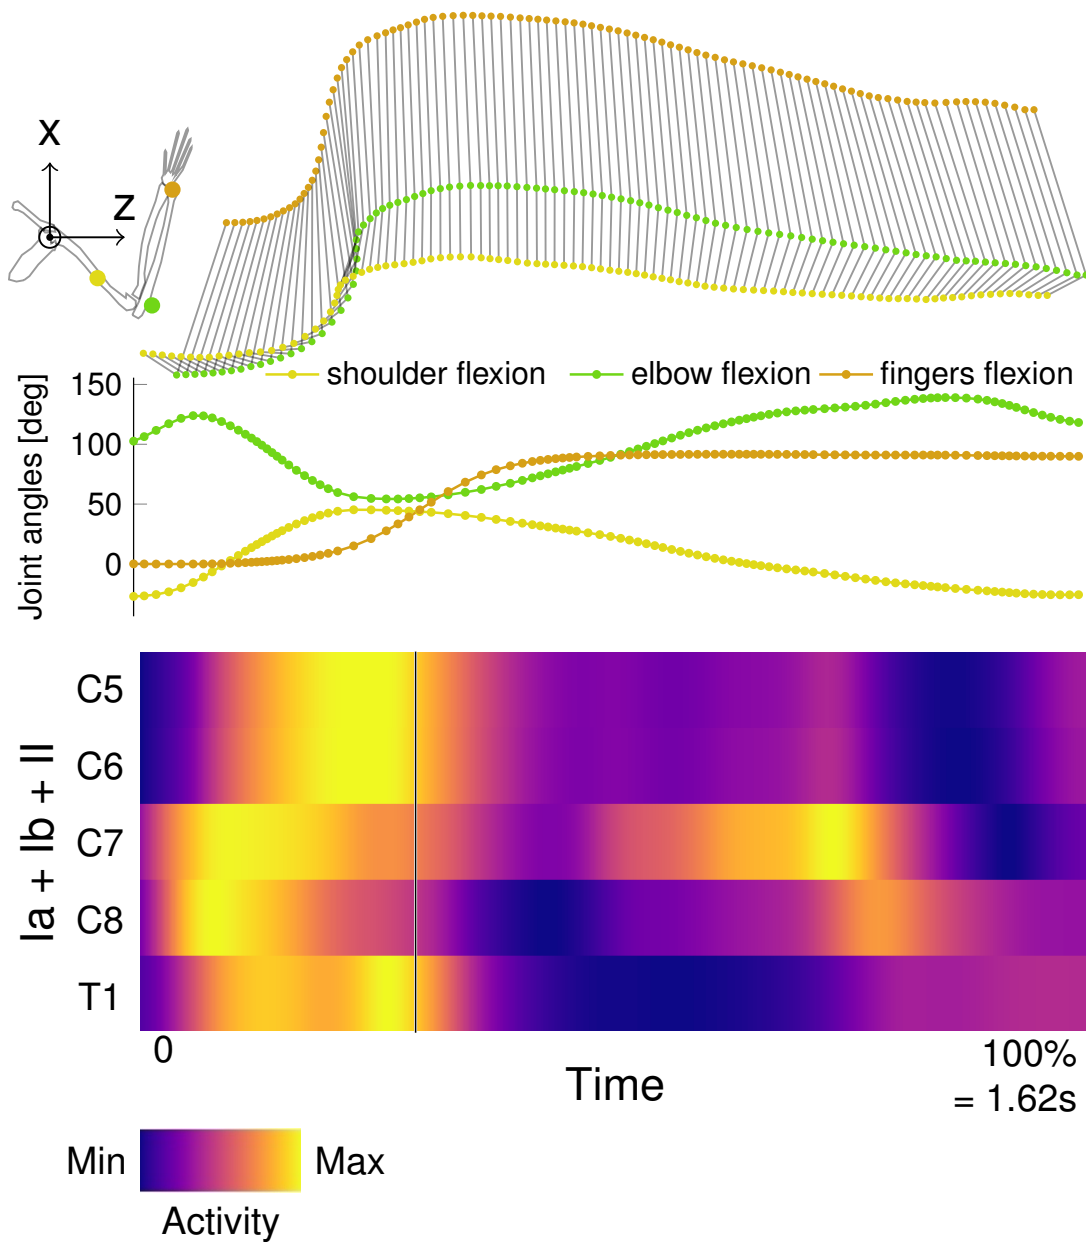 X
Z
shoulder flexion
elbow flexion
fingers flexion
Joint angles [deg]
150
100
50
0
Ia + Ib + II
C5
C6
C7
C8
T1
0
100%
= 1.62s
Time
Min
Max
Activity